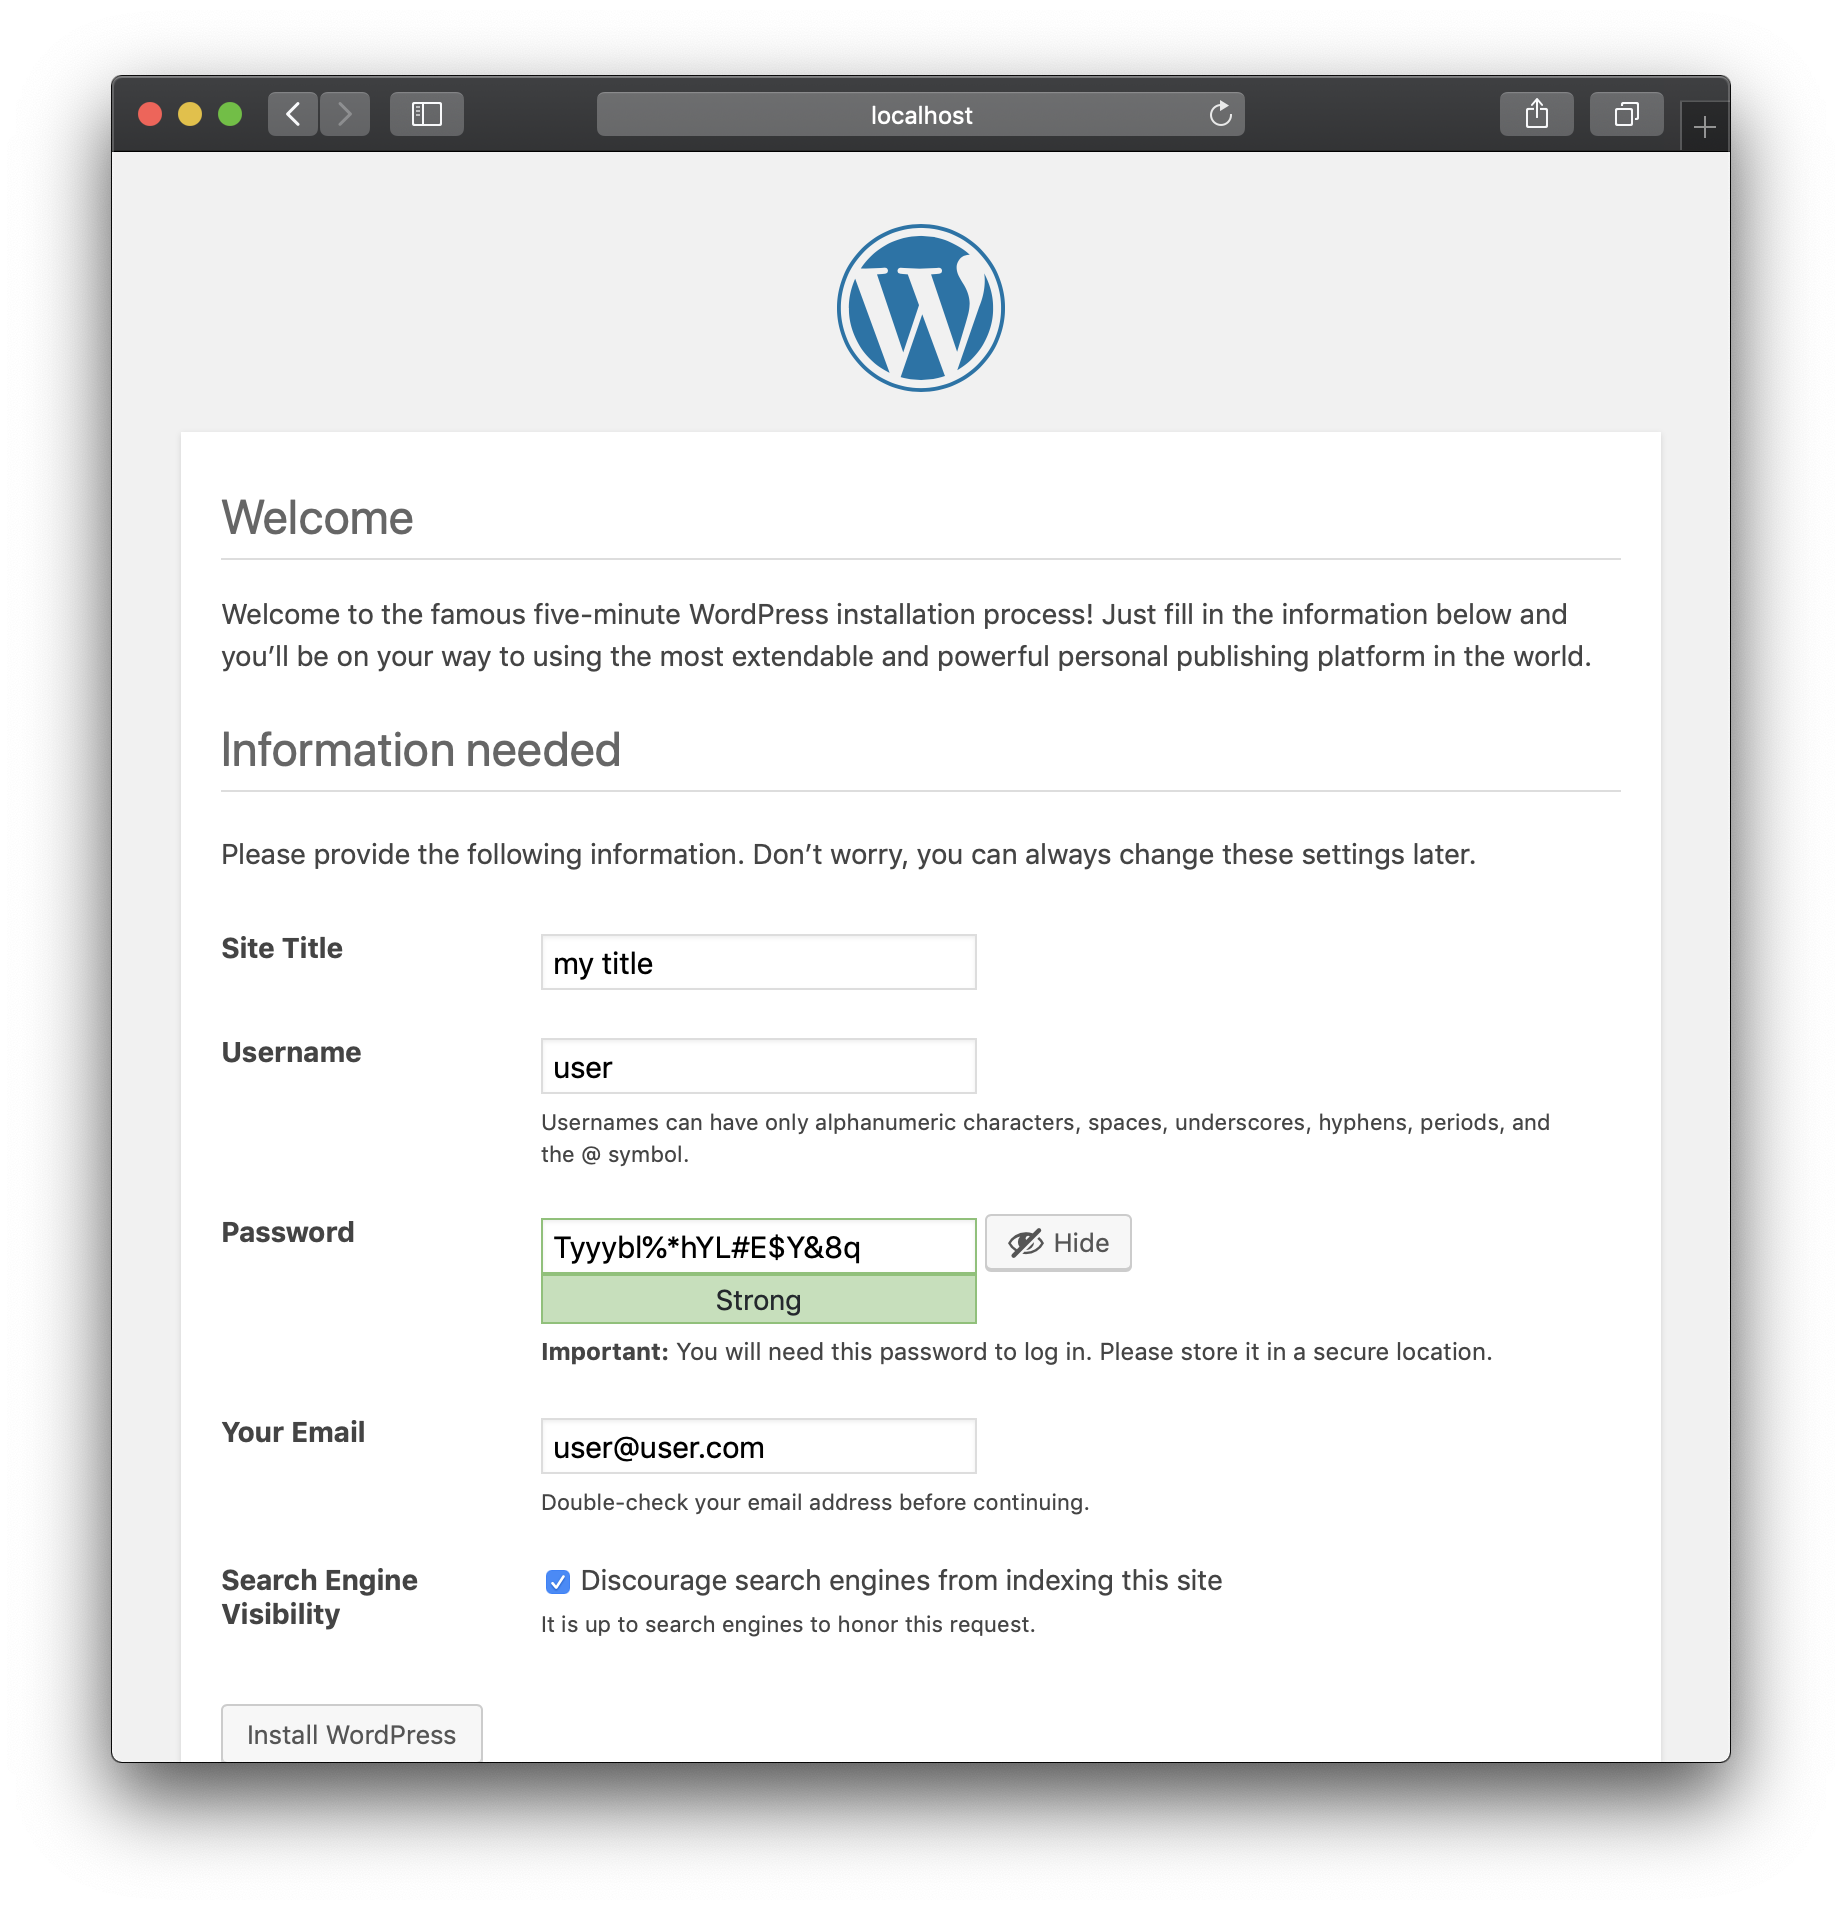 localhost
Welcome
Welcome to the famous five-minute WordPress installation process! Just fill in the information below and
you’ll be on your way to using the most extendable and powerful personal publishing platform in the world.
Information needed
Please provide the following information. Don’t worry, you can always change these settings later.
Site Title
my title
Username
user
Usernames can have only alphanumeric characters, spaces, underscores, hyphens, periods, and
the @ symbol.
Password
Tyyybl%*hYL#E$Y&8q
Hide
Strong
Important: You will need this password to log in. Please store it in a secure location.
Your Email
user@user.com
Double-check your email address before continuing.
Search Engine
Visibility
Discourage search engines from indexing this site
It is up to search engines to honor this request.
Install WordPress